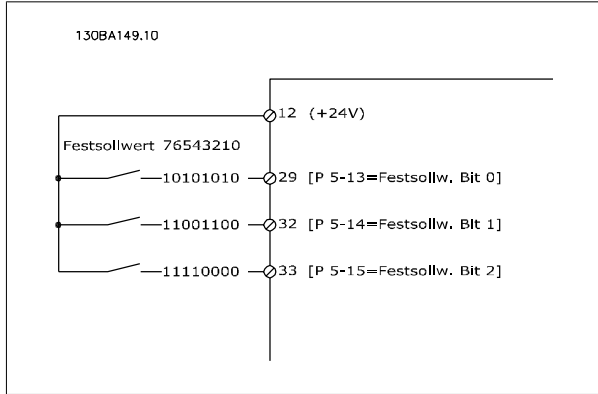 130BA149.10
12 (+24V)
Festsollwert 76543210
10101010 29 [P 5-13=Festsollw. Bit 0]
11001100 32 [P 5-14=Festsollw. Bit 1]
11110000 33 [P 5-15=Festsollw. Bit 2]